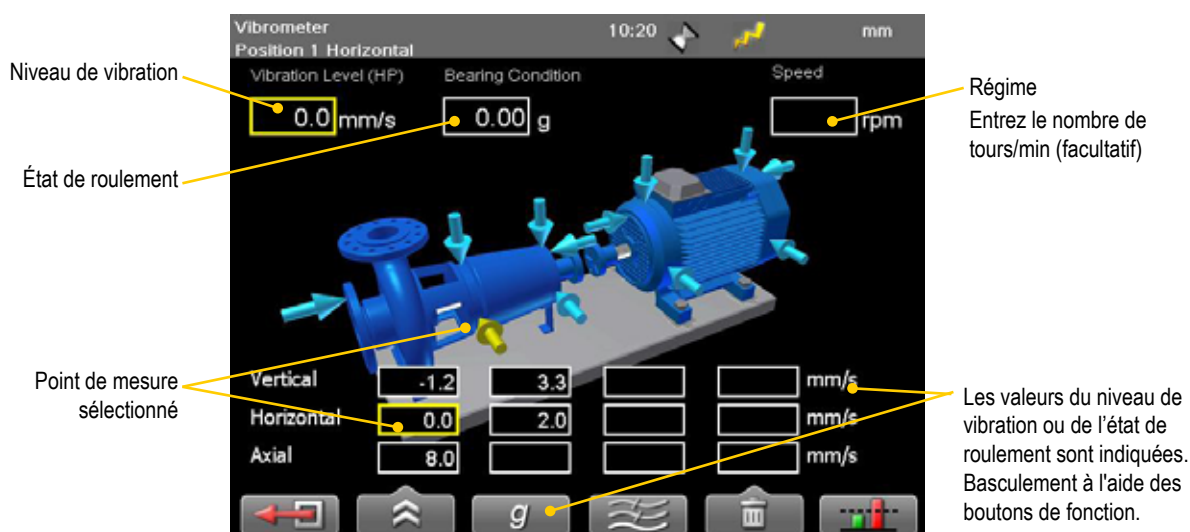 Vibrometer
Position 1 Horizontal
10:20
mm
Niveau de vibration
Vibration Level (HP)
Bearing Condition
Speed
0.0 mm/s
0.00 g
rpm
Régime
Entrez le nombre de
tours/min (facultatif)
État de roulement
Point de mesure
sélectionné
Vertical -1.2 3.3 mm/s
Horizontal 0.0 2.0 mm/s
Axial 8.0 mm/s
g
Les valeurs du niveau de
vibration ou de l’état de
roulement sont indiquées.
Basculement à l'aide des
boutons de fonction.